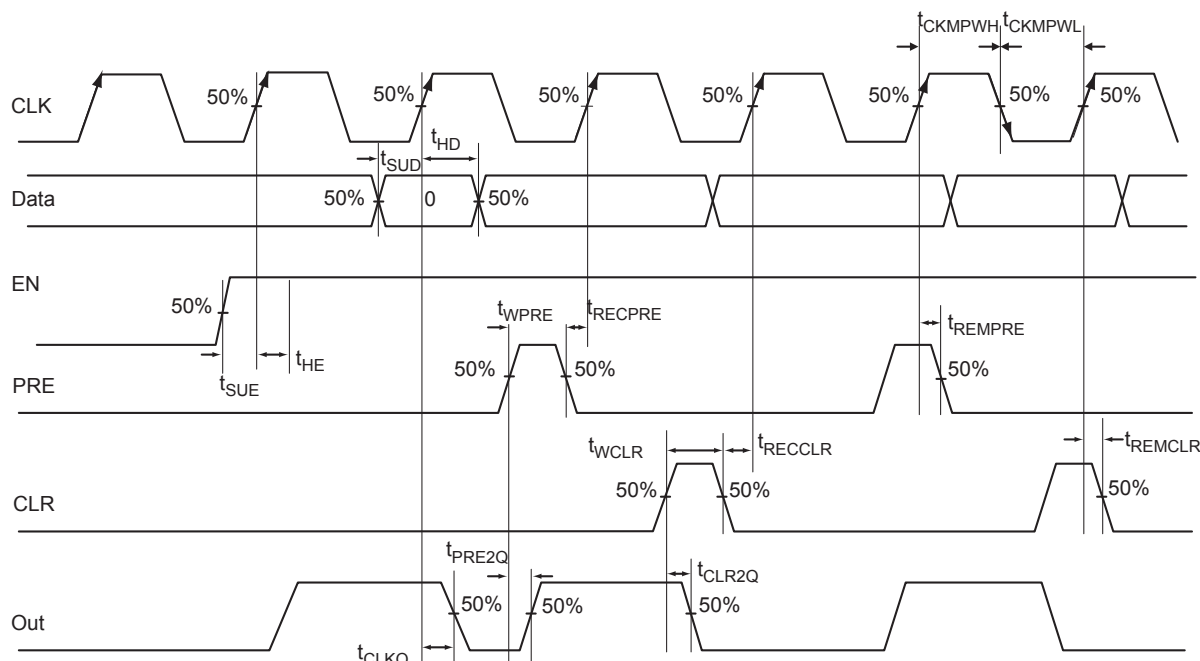 tCKMPWH tCKMPWL
CLK 50% 50% 50% 50% 50% 50% 50%
tSUD tHD
Data 50% 0 50%
EN
50%
tSUE tHE
tWPRE tRECPRE tREMPRE
PRE 50% 50% 50%
tWCLR tRECCLR tREMCLR
CLR 50% 50% 50%
tPRE2Q tCLR2Q
Out 50% 50% 50%
tCLKQ